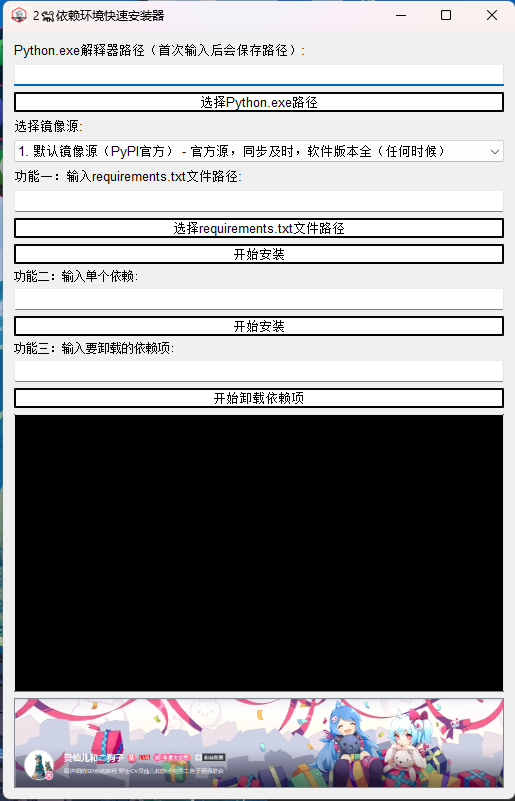 依赖环境快速安装器
Python.exe解释器路径（首次输入后会保存路径）:
选择Python.exe路径
选择镜像源:
1. 默认镜像源（PyPI官方） - 官方源，同步及时，软件版本全（任何时候）
功能一：输入requirements.txt文件路径:
选择requirements.txt文件路径
开始安装
功能二：输入单个依赖:
开始安装
功能三：输入要卸载的依赖项:
开始卸载依赖项
灵仙儿和二狗子